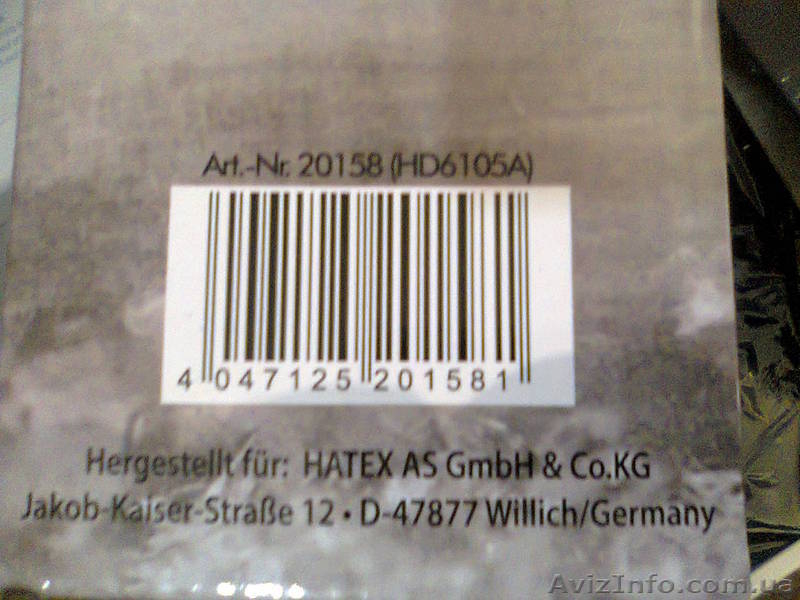 Art.-Nr. 20158 (HD6105A)
4 047125 201581
Hergestellt für: HATEX AS GmbH & Co.KG
Jakob-Kaiser-Straße 12 • D-47877 Willich/Germany
AvizInfo.com.ua